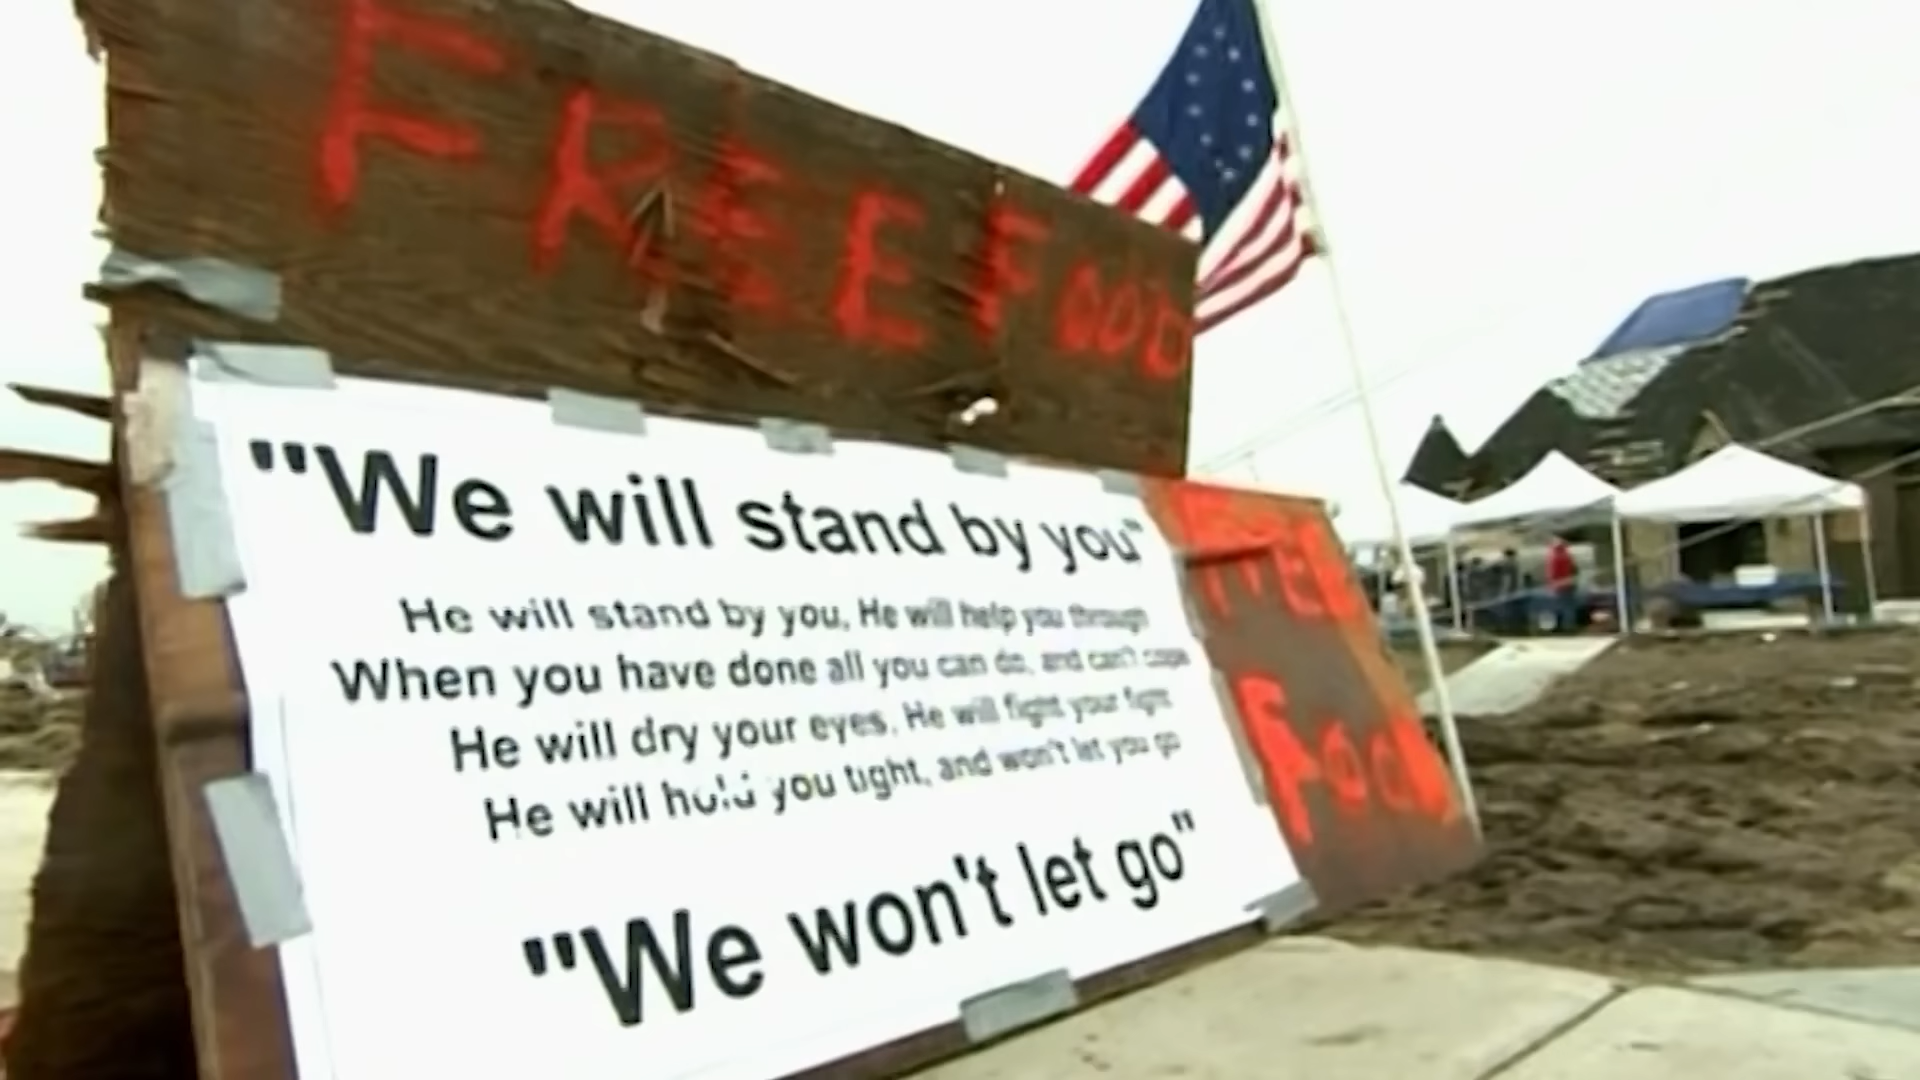 FREE FOOD
"We will stand by you"
He will stand by you, He will help you through
When you have done all you can do, and can't cope
He will dry your eyes, He will fight your fight
He will hold you tight, and won't let you go
"We won't let go"
FREE
Food